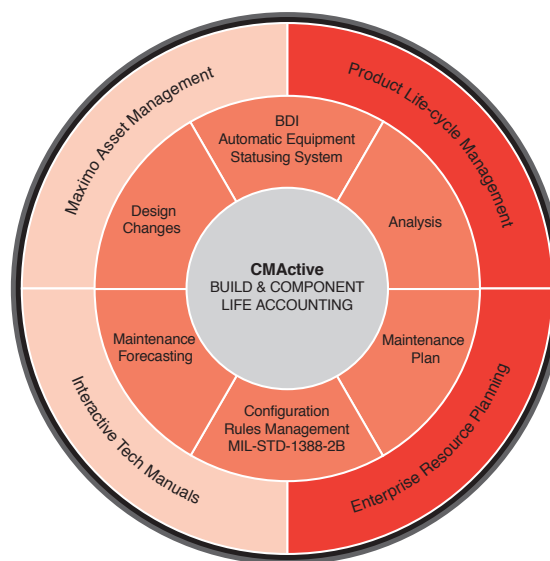 Maximo Asset Management
Product Life-cycle Management
BDI
Automatic Equipment
Statusing System
Design
Changes
Analysis
CMActive
BUILD & COMPONENT
LIFE ACCOUNTING
Maintenance
Forecasting
Maintenance
Plan
Configuration
Rules Management
MIL-STD-1388-2B
Interactive Tech Manuals
Enterprise Resource Planning